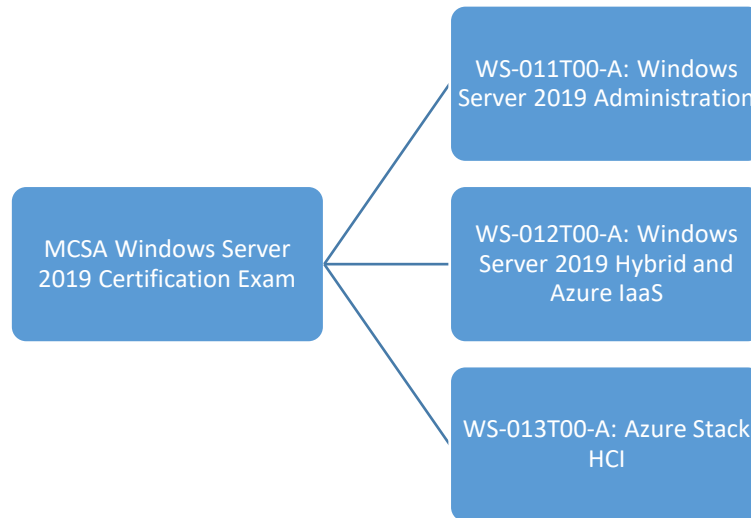 WS-011T00-A: Windows
Server 2019 Administration
MCSA Windows Server
2019 Certification Exam
WS-012T00-A: Windows
Server 2019 Hybrid and
Azure IaaS
WS-013T00-A: Azure Stack
HCI